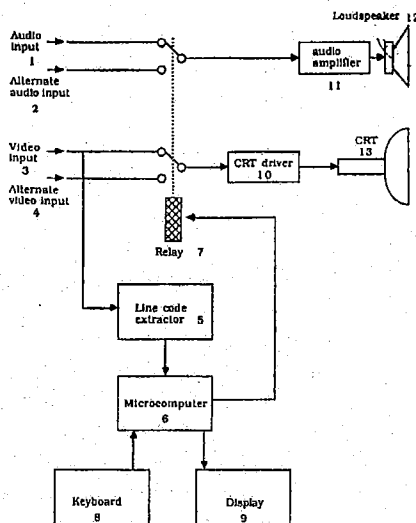 Loudspeaker 12
Audio
input
1
audio
amplifier
11
Alternate
audio input
2
Video
input
3
CRT
13
CRT driver
10
Alternate
video input
4
Relay 7
Line code
extractor 5
Microcomputer
6
Keyboard
8
Display
9